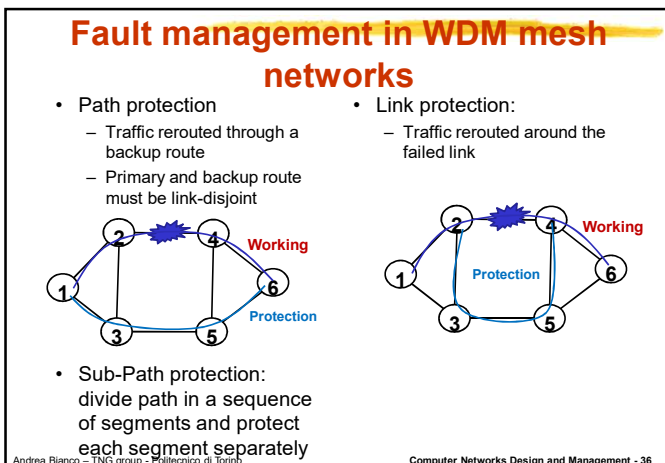 Fault management in WDM mesh
networks
• Path protection
– Traffic rerouted through a
backup route
– Primary and backup route
must be link-disjoint
2
4
Working
1
6
Protection
3
5
• Sub-Path protection:
divide path in a sequence
of segments and protect
each segment separately
• Link protection:
– Traffic rerouted around the
failed link
2
4
Working
1
Protection
6
3
5
Andrea Bianco – TNG group - Politecnico di Torino
Computer Networks Design and Management - 36